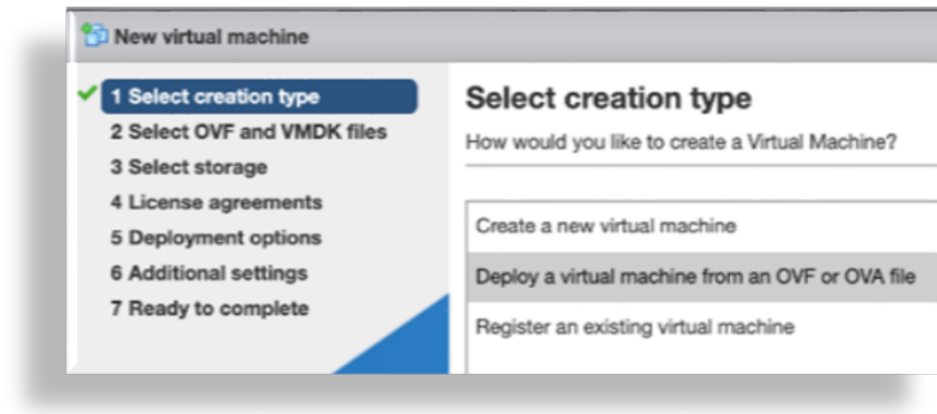 New virtual machine
1 Select creation type
2 Select OVF and VMDK files
3 Select storage
4 License agreements
5 Deployment options
6 Additional settings
7 Ready to complete
Select creation type
How would you like to create a Virtual Machine?
Create a new virtual machine
Deploy a virtual machine from an OVF or OVA file
Register an existing virtual machine